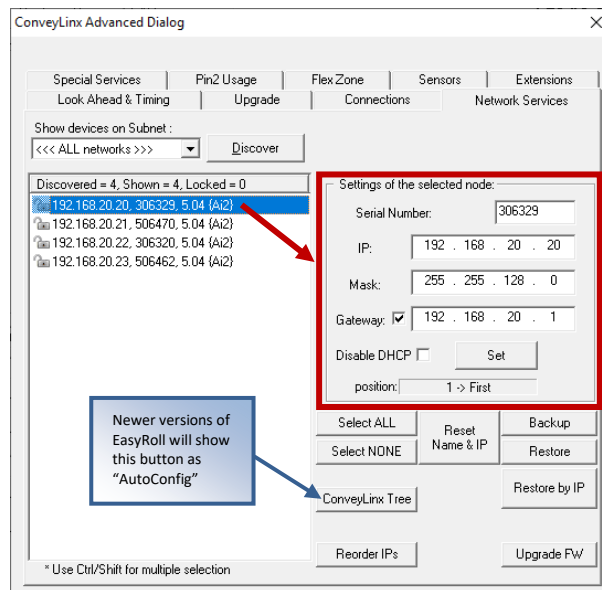 ConveyLinx Advanced Dialog
Special Services
Pin2 Usage
Flex Zone
Sensors
Extensions
Look Ahead & Timing
Upgrade
Connections
Network Services
Show devices on Subnet :
<<< ALL networks >>>
Discover
Discovered = 4, Shown = 4, Locked = 0
192.168.20.20, 306329, 5.04 {Ai2}
192.168.20.21, 506470, 5.04 {Ai2}
192.168.20.22, 306320, 5.04 {Ai2}
192.168.20.23, 506462, 5.04 {Ai2}
Settings of the selected node:
Serial Number: 306329
IP: 192 . 168 . 20 . 20
Mask: 255 . 255 . 128 . 0
Gateway: 192 . 168 . 20 . 1
Disable DHCP
Set
position: 1 -> First
Newer versions of
EasyRoll will show
this button as
“AutoConfig”
Select ALL
Reset
Name & IP
Backup
Select NONE
Restore
ConveyLinx Tree
Restore by IP
Reorder IPs
Upgrade FW
* Use Ctrl/Shift for multiple selection